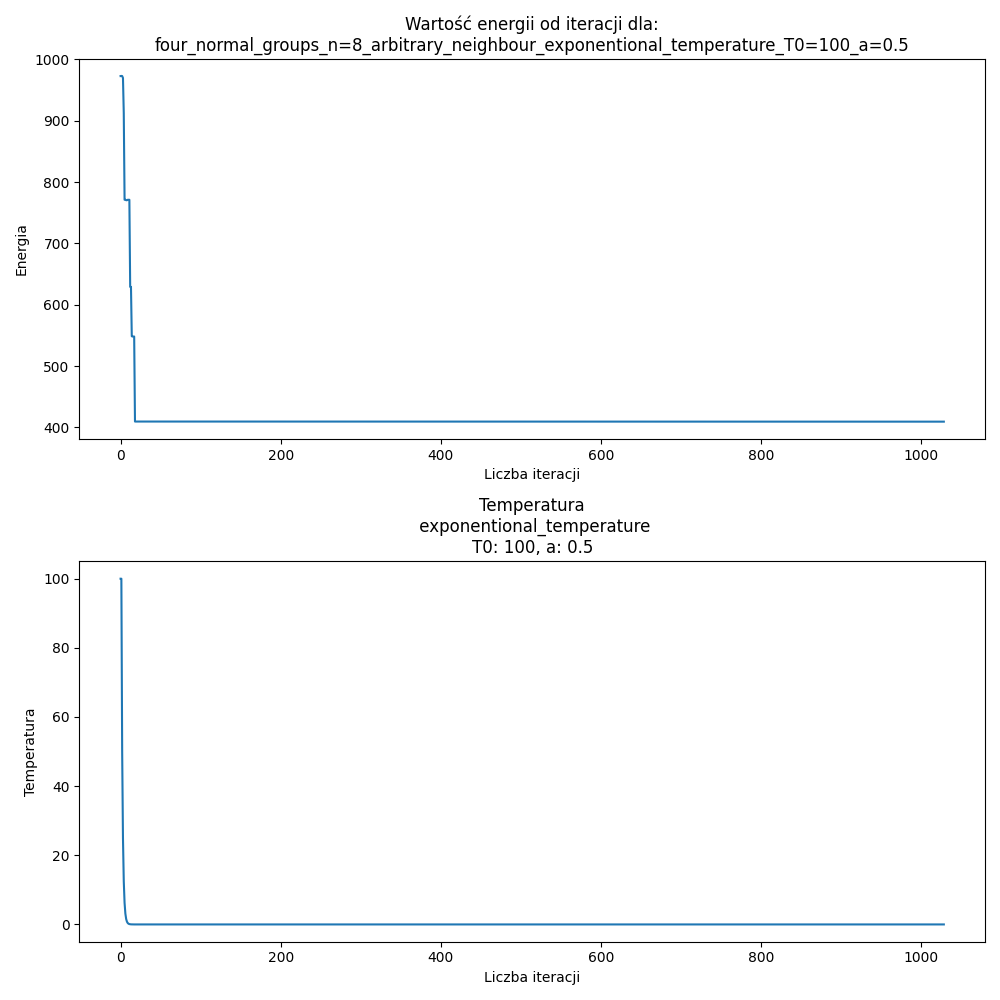 Wartość energii od iteracji dla:
four_normal_groups_n=8_arbitrary_neighbour_exponentional_temperature_T0=100_a=0.5
1000
900
800
700
600
500
400
Energia
0
200
400
600
800
1000
Liczba iteracji
Temperatura
exponentional_temperature
T0: 100, a: 0.5
100
80
60
40
20
0
Temperatura
0
200
400
600
800
1000
Liczba iteracji